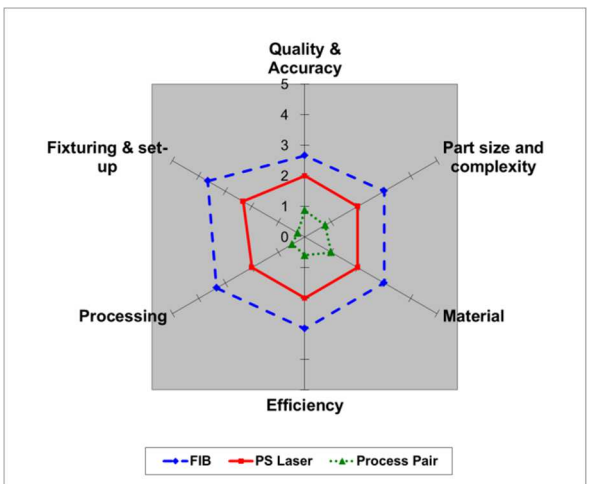 Quality &
Accuracy
5
4
3
2
1
0
Fixturing & set-
up
Part size and
complexity
Processing
Material
Efficiency
FIB
PS Laser
Process Pair